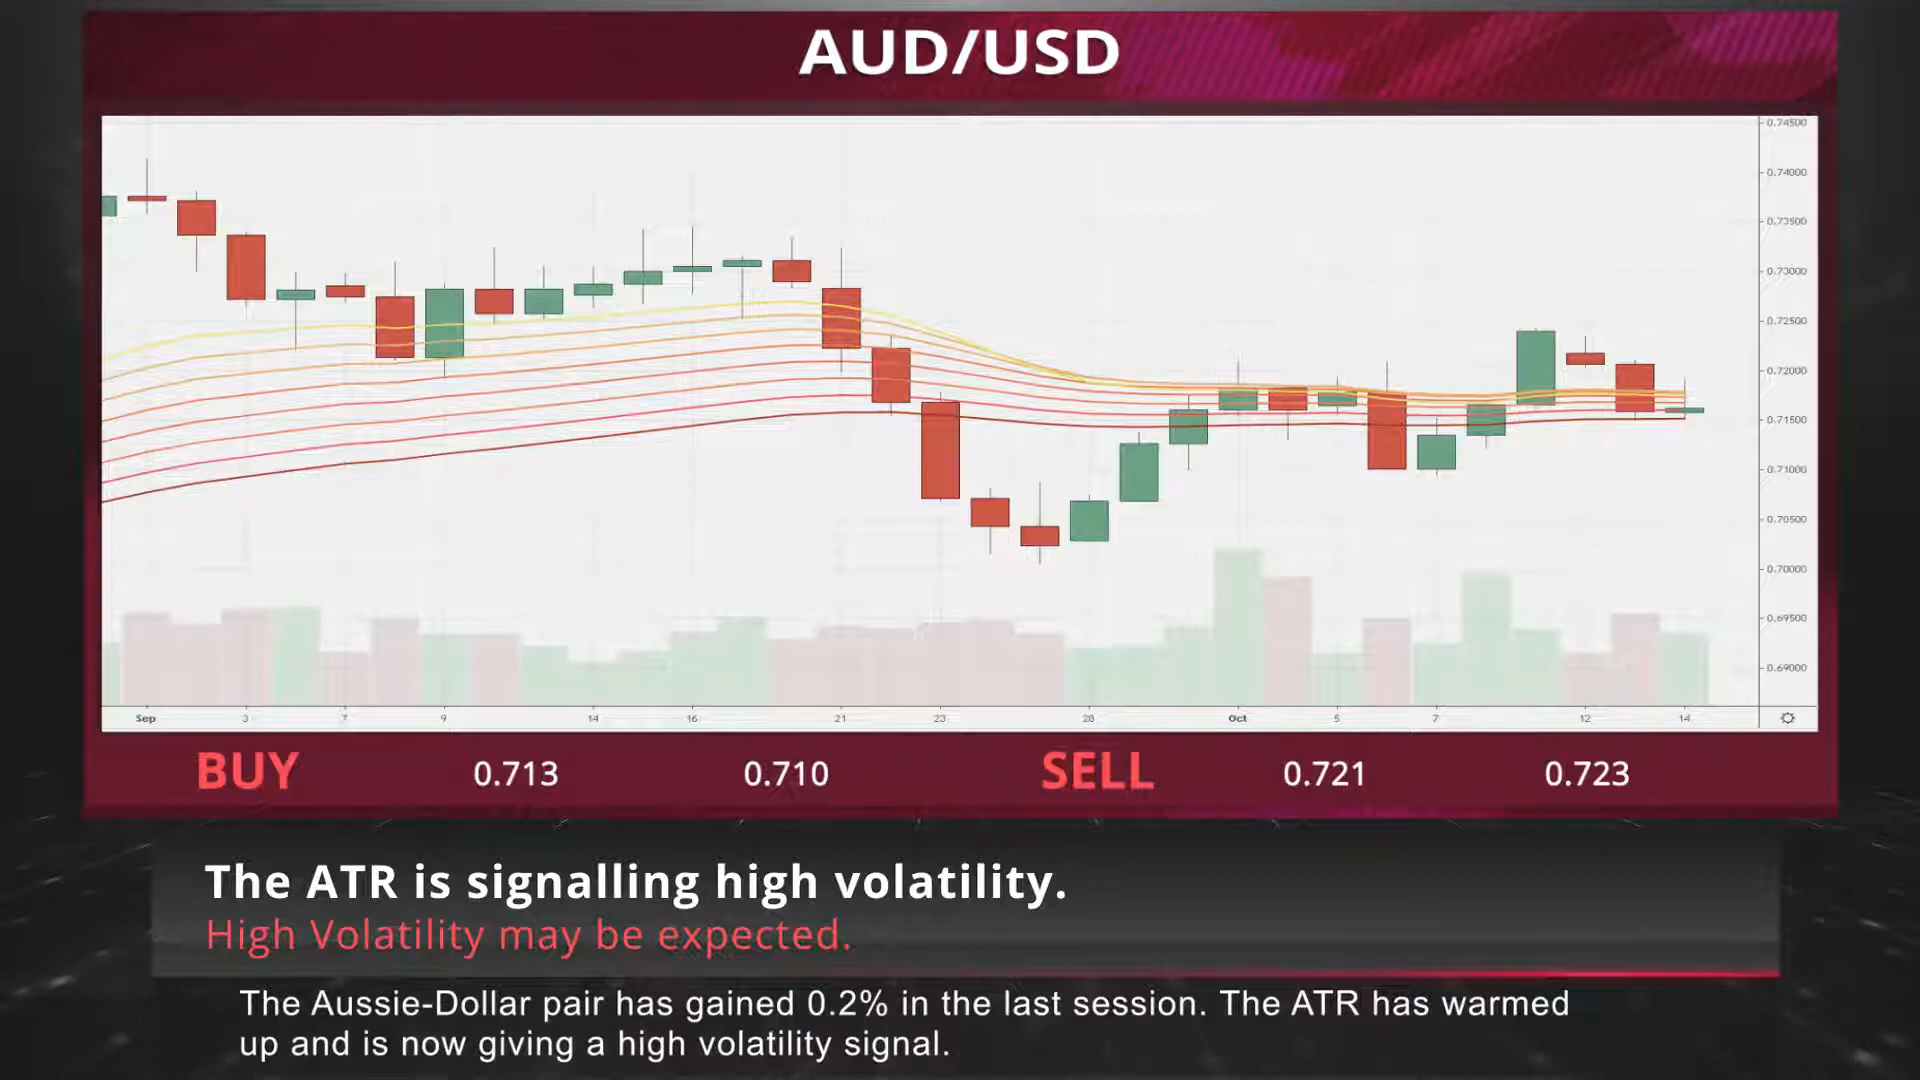 AUD/USD
0.74500
0.74000
0.73500
0.73000
0.72500
0.72000
0.71500
0.71000
0.70500
0.70000
0.69500
0.69000
Sep 3 7 9 14 16 21 23 28 Oct 5 7 12 14
BUY 0.713 0.710 SELL 0.721 0.723
The ATR is signalling high volatility.
High Volatility may be expected.
The Aussie-Dollar pair has gained 0.2% in the last session. The ATR has warmed
up and is now giving a high volatility signal.